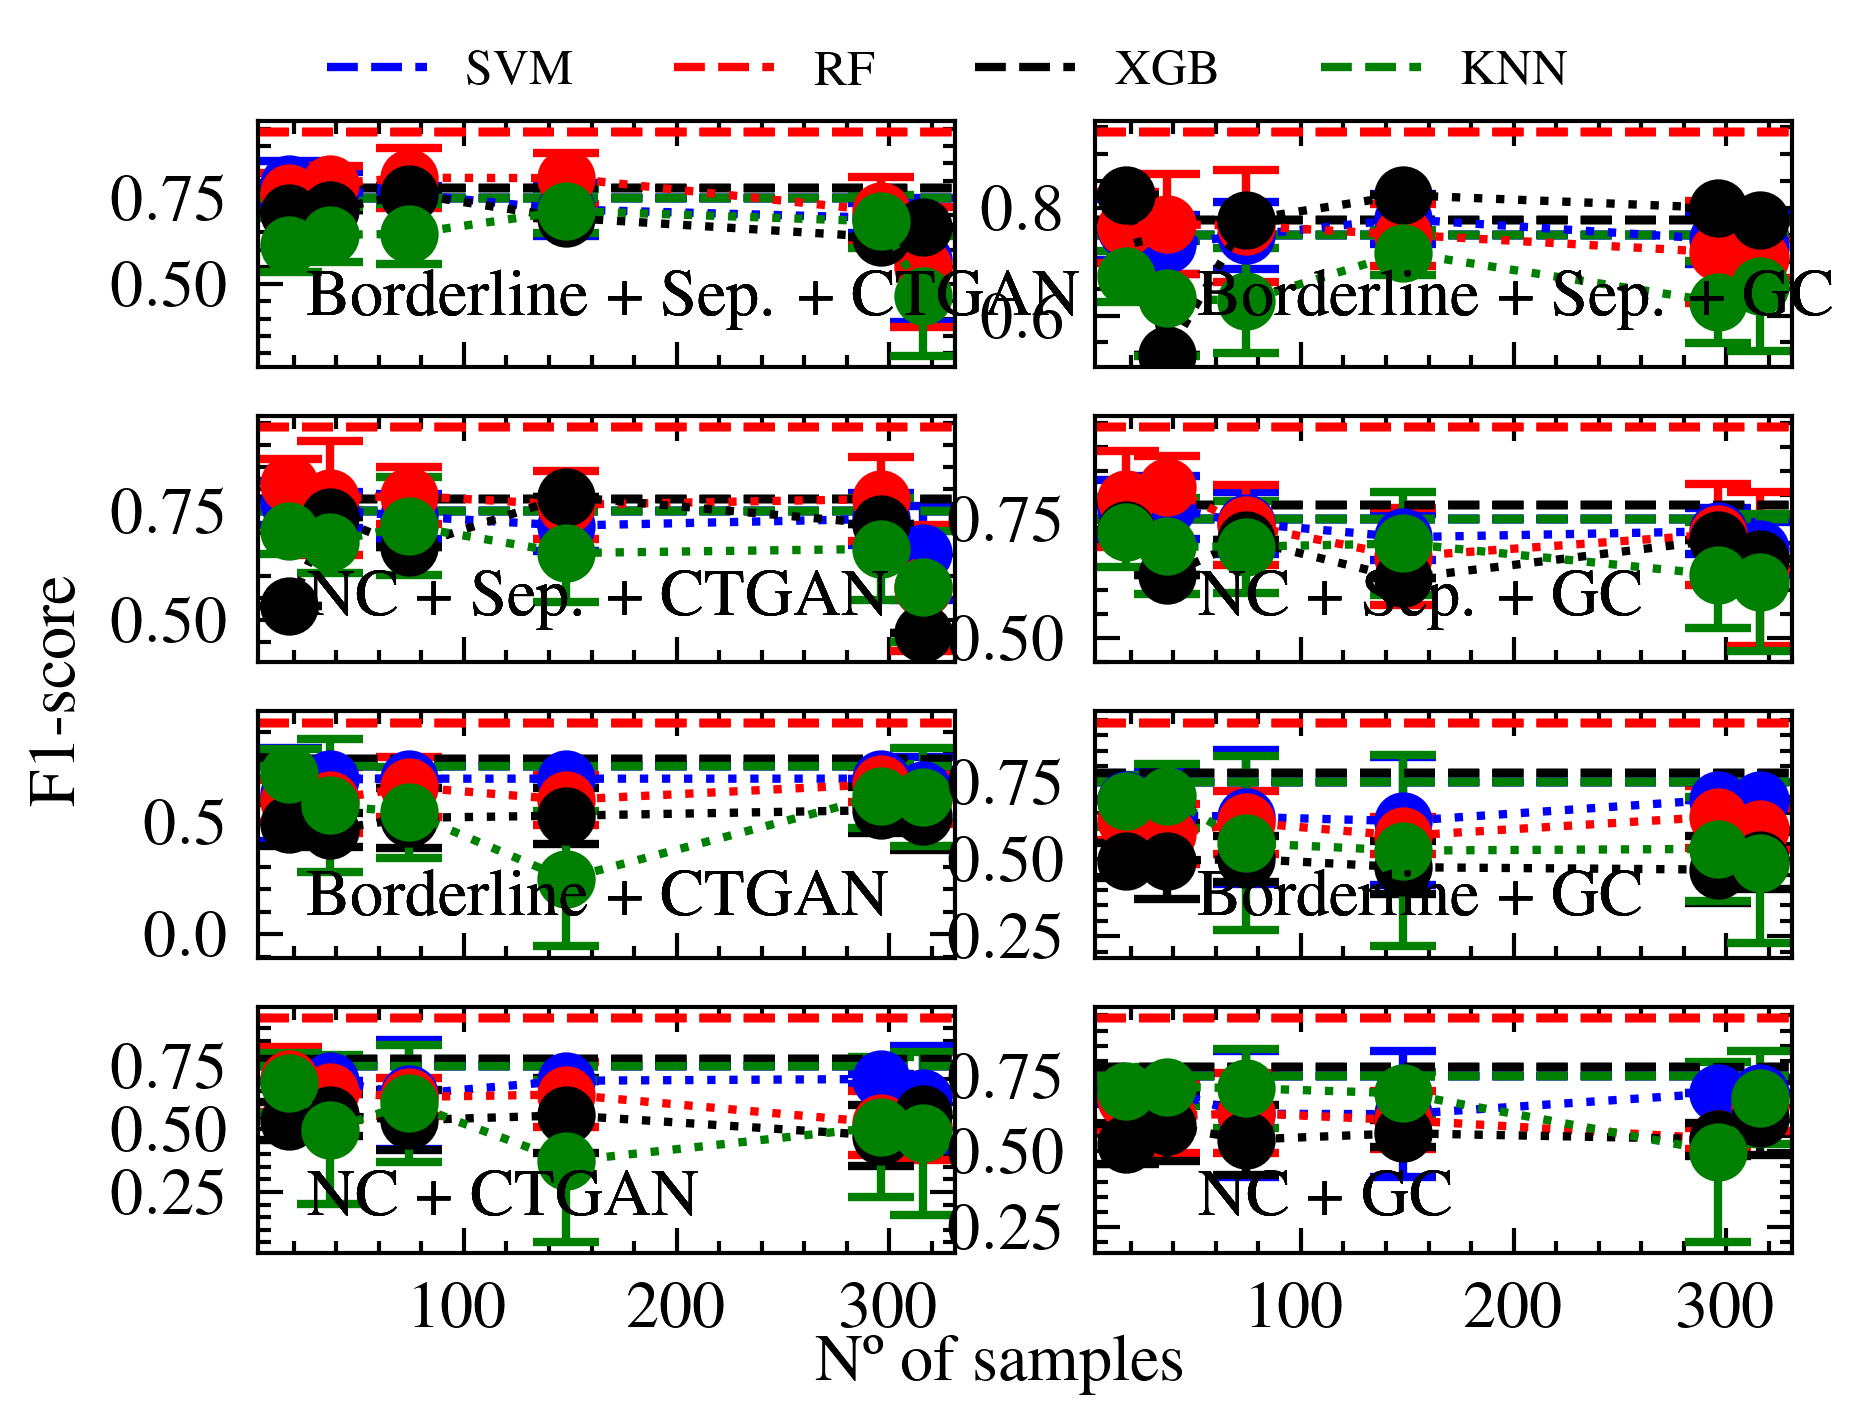 SVM RF XGB KNN
0.75 0.50 Borderline + Sep. + CTGAN
0.8 0.6 Borderline + Sep. + GC
0.75 0.50 NC + Sep. + CTGAN
0.75 0.50 NC + Sep. + GC
F1-score
0.5 0.0 Borderline + CTGAN
0.75 0.50 0.25 Borderline + GC
0.75 0.50 0.25 NC + CTGAN
0.75 0.50 0.25 NC + GC
100 200 300 100 200 300
Nº of samples